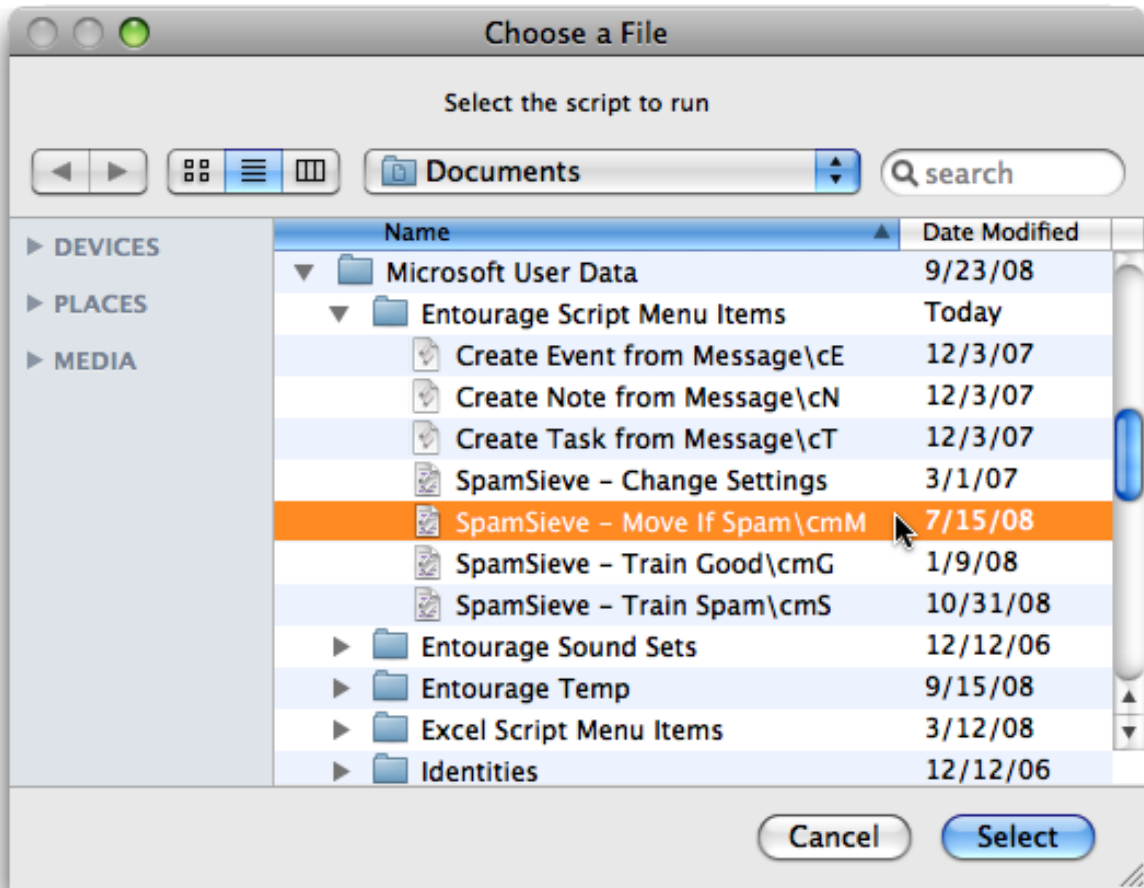 Choose a File
Select the script to run
Documents
search
DEVICES
PLACES
MEDIA
Name Date Modified
Microsoft User Data 9/23/08
Entourage Script Menu Items Today
Create Event from Message\cE 12/3/07
Create Note from Message\cN 12/3/07
Create Task from Message\cT 12/3/07
SpamSieve – Change Settings 3/1/07
SpamSieve – Move If Spam\cmM 7/15/08
SpamSieve – Train Good\cmG 1/9/08
SpamSieve – Train Spam\cmS 10/31/08
Entourage Sound Sets 12/12/06
Entourage Temp 9/15/08
Excel Script Menu Items 3/12/08
Identities 12/12/06
Cancel Select